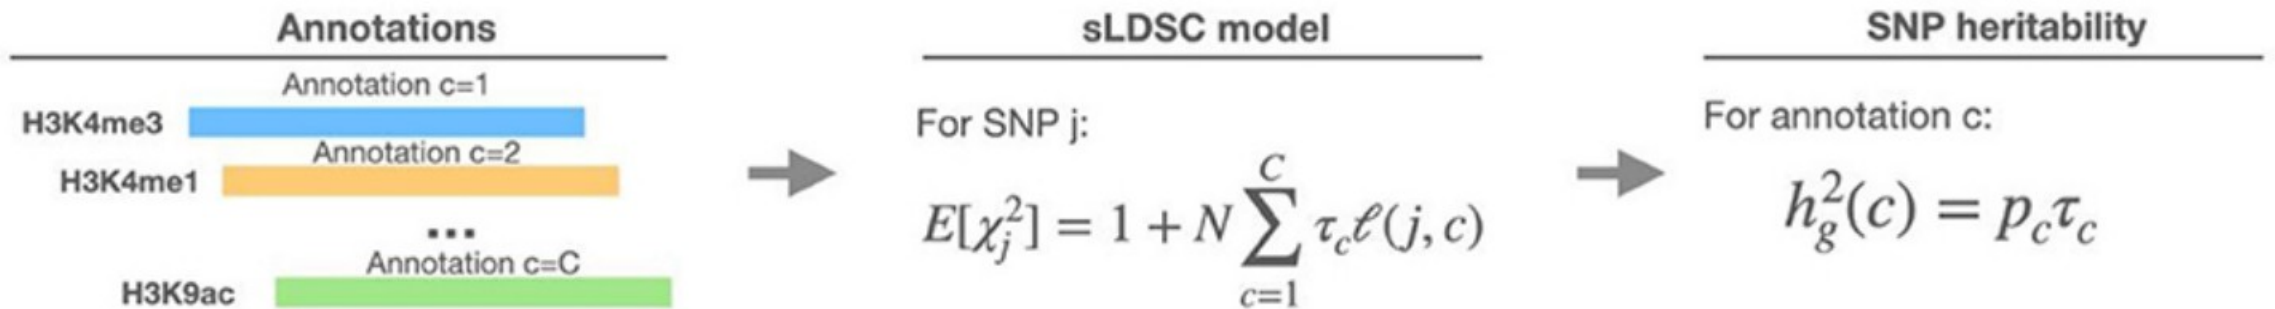 Annotations
Annotation c=1
H3K4me3
Annotation c=2
H3K4me1
...
Annotation c=C
H3K9ac
sLDSC model
For SNP j:
E[χ_j^2] = 1 + N ∑_{c=1}^{C} τ_c ℓ(j, c)
SNP heritability
For annotation c:
h_g^2(c) = p_c τ_c